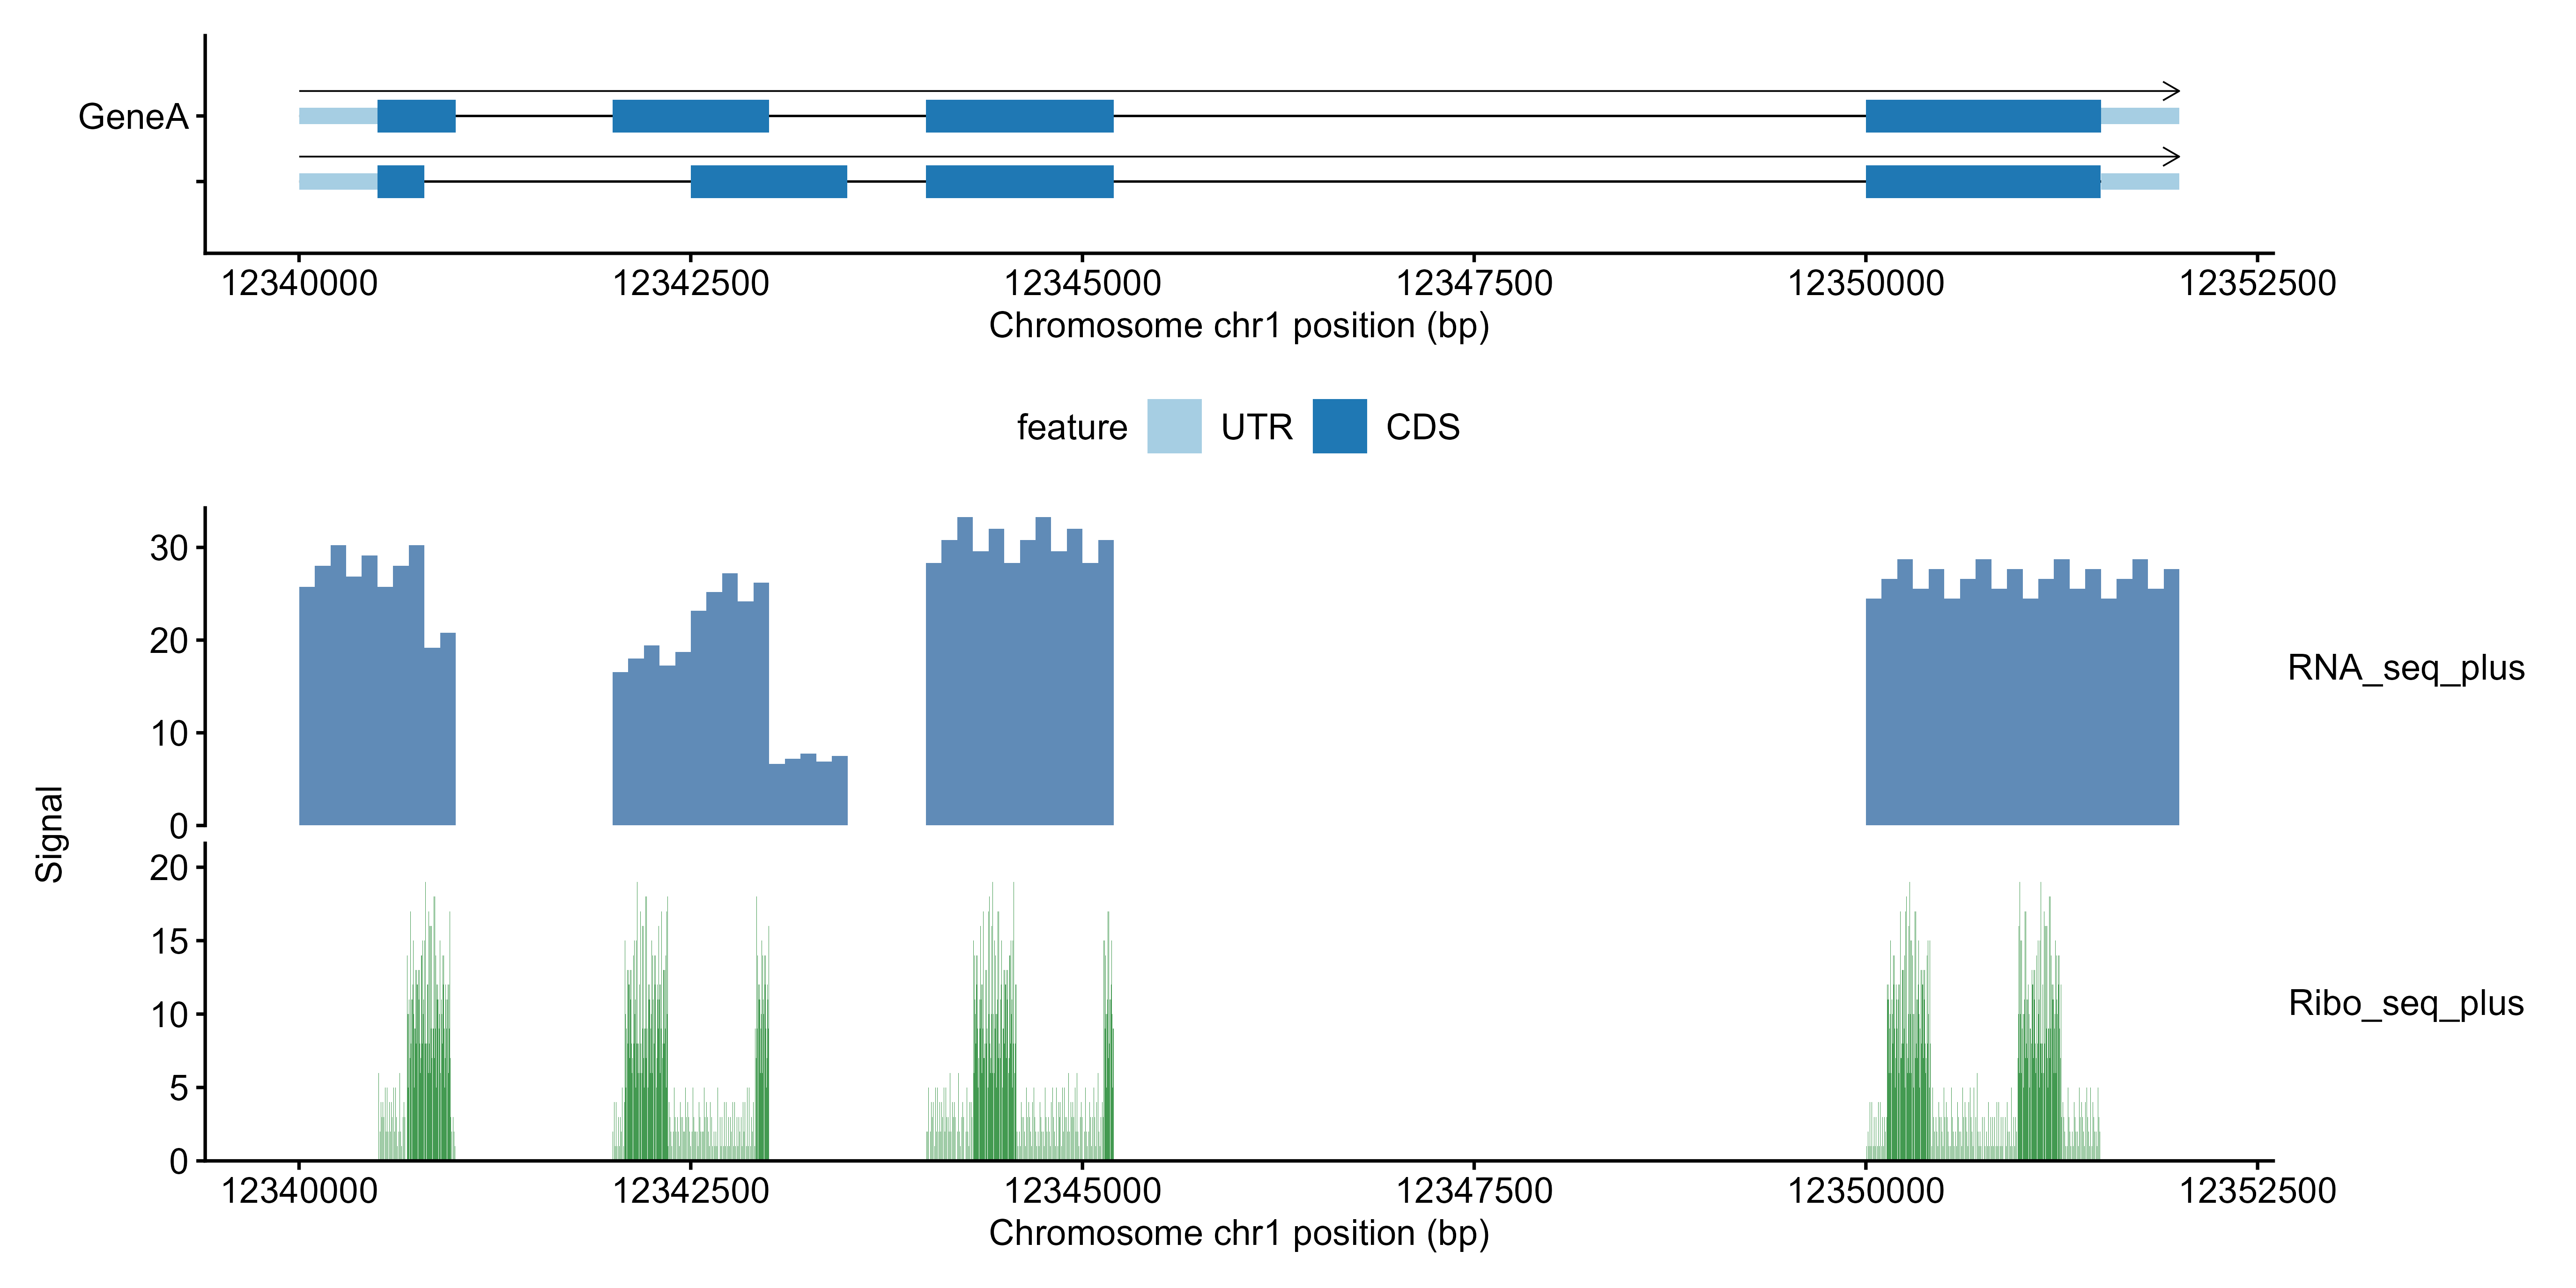 GeneA
12340000 12342500 12345000 12347500 12350000 12352500
Chromosome chr1 position (bp)
feature UTR CDS
30
20
10
0
RNA_seq_plus
Signal
20
15
10
5
0
Ribo_seq_plus
12340000 12342500 12345000 12347500 12350000 12352500
Chromosome chr1 position (bp)